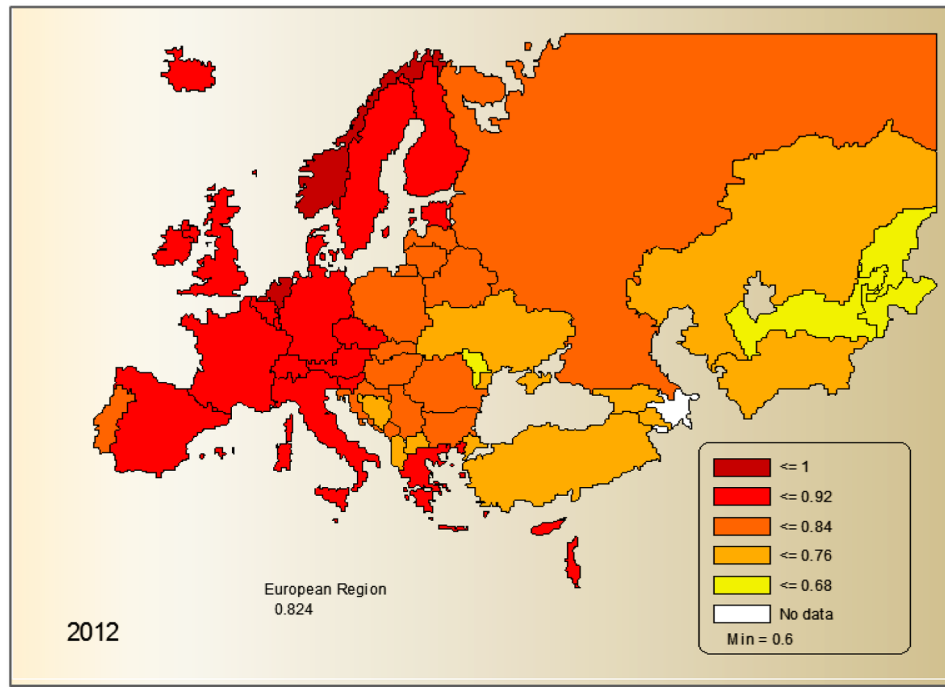 <= 1
<= 0.92
<= 0.84
<= 0.76
<= 0.68
No data
Min = 0.6
European Region
0.824
2012